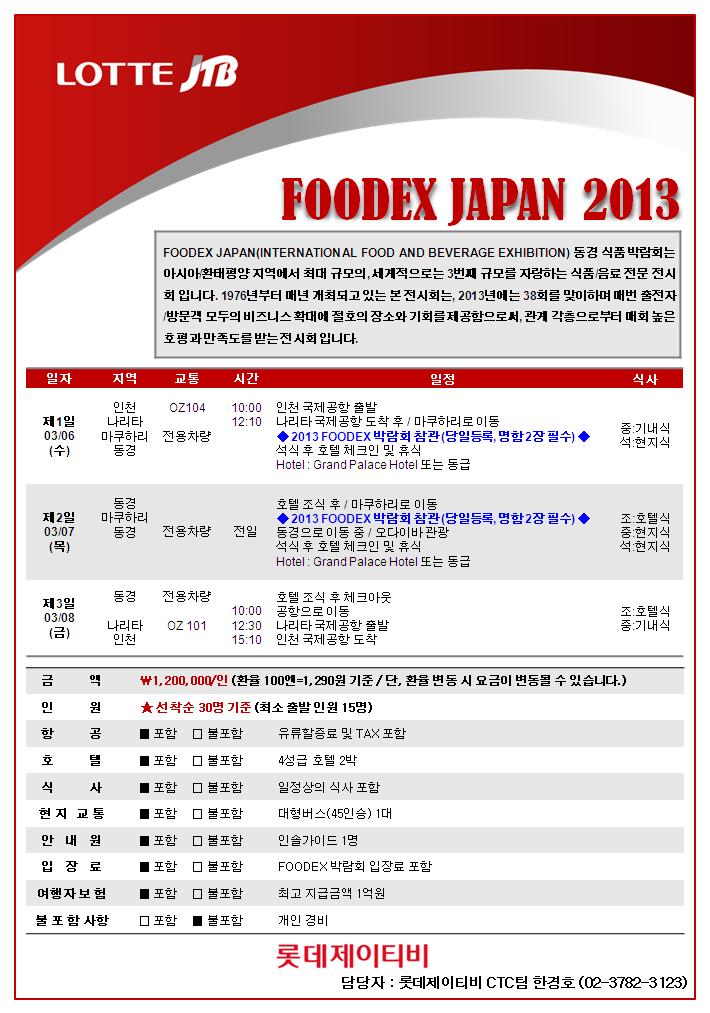 LOTTE JTB
FOODEX JAPAN 2013
FOODEX JAPAN(INTERNATIONAL FOOD AND BEVERAGE EXHIBITION) 동경 식품 박람회는
아시아/환태평양 지역에서 최대 규모의, 세계적으로는 3번째 규모를 자랑하는 식품/음료 전문 전시
회 입니다. 1976년부터 매년 개최되고 있는 본 전시회는, 2013년에는 38회를 맞이하며 매번 출전자
/방문객 모두의 비즈니스 확대에 절호의 장소와 기회를 제공함으로써, 관계 각층으로부터 매회 높은
호평과 만족도를 받는 전시회 입니다.
일자 지역 교통 시간 일정 식사
제1일
03/06
(수)
인천
나리타
마쿠하리
동경
OZ104
전용차량
10:00
12:10
인천 국제공항 출발
나리타 국제공항 도착 후 / 마쿠하리로 이동
◆ 2013 FOODEX 박람회 참관 (당일등록, 명함 2장 필수) ◆
석식 후 호텔 체크인 및 휴식
Hotel : Grand Palace Hotel 또는 동급
중:기내식
석:현지식
제2일
03/07
(목)
동경
마쿠하리
동경
전용차량
전일
호텔 조식 후 / 마쿠하리로 이동
◆ 2013 FOODEX 박람회 참관 (당일등록, 명함 2장 필수) ◆
동경으로 이동 중 / 오다이바 관광
석식 후 호텔 체크인 및 휴식
Hotel : Grand Palace Hotel 또는 동급
조:호텔식
중:현지식
석:현지식
제3일
03/08
(금)
동경
나리타
인천
전용차량
OZ 101
10:00
12:30
15:10
호텔 조식 후 체크아웃
공항으로 이동
나리타 국제공항 출발
인천 국제공항 도착
조:호텔식
중:기내식
금 액 ₩1,200,000/인 (환율 100엔=1,290원 기준 / 단, 환율 변동 시 요금이 변동될 수 있습니다.)
인 원 ★ 선착순 30명 기준 (최소 출발 인원 15명)
항 공 ■ 포함 □ 불포함 유류할증료 및 TAX 포함
호 텔 ■ 포함 □ 불포함 4성급 호텔 2박
식 사 ■ 포함 □ 불포함 일정상의 식사 포함
현 지 교 통 ■ 포함 □ 불포함 대형버스(45인승) 1대
안 내 원 ■ 포함 □ 불포함 인솔가이드 1명
입 장 료 ■ 포함 □ 불포함 FOODEX 박람회 입장료 포함
여행자보험 ■ 포함 □ 불포함 최고 지급금액 1억원
불 포 함 사 항 □ 포함 ■ 불포함 개인 경비
롯데제이티비
담당자 : 롯데제이티비 CTC팀 한경호 (02-3782-3123)